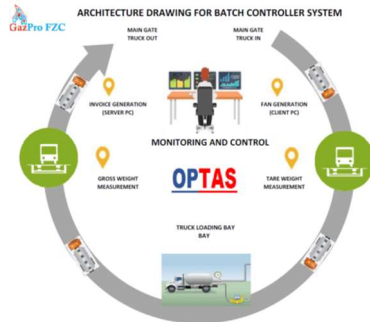 GazPro FZC
ARCHITECTURE DRAWING FOR BATCH CONTROLLER SYSTEM
MAIN GATE
TRUCK OUT
MAIN GATE
TRUCK IN
INVOICE GENERATION
(SERVER PC)
FAN GENERATION
(CLIENT PC)
MONITORING AND CONTROL
GROSS WEIGHT
MEASUREMENT
OPTAS
TARE WEIGHT
MEASUREMENT
TRUCK LOADING BAY
BAY